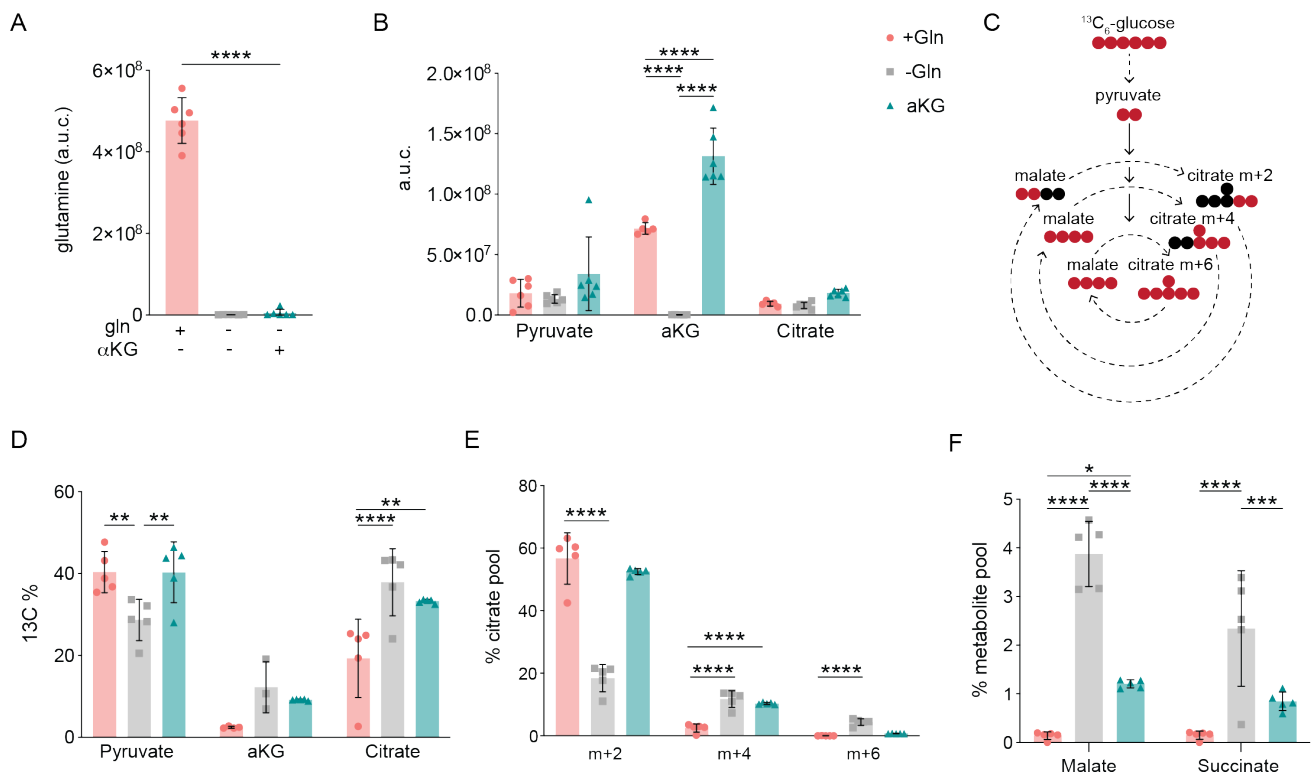 A
****
6×10⁸
4×10⁸
2×10⁸
0
glutamine (a.u.c.)
gln + - -
αKG - - +
B
+Gln
-Gln
aKG
****
****
****
2.0×10⁸
1.5×10⁸
1.0×10⁸
5.0×10⁷
0.0
a.u.c.
Pyruvate aKG Citrate
C
¹³C₆-glucose
pyruvate
malate citrate m+2
malate citrate m+4
malate citrate m+6
D
** ** **
****
60
40
20
0
13C %
Pyruvate aKG Citrate
E
****
****
****
****
80
60
40
20
0
% citrate pool
m+2 m+4 m+6
F
*
**** **** **** ***
5
4
3
2
1
0
% metabolite pool
Malate Succinate